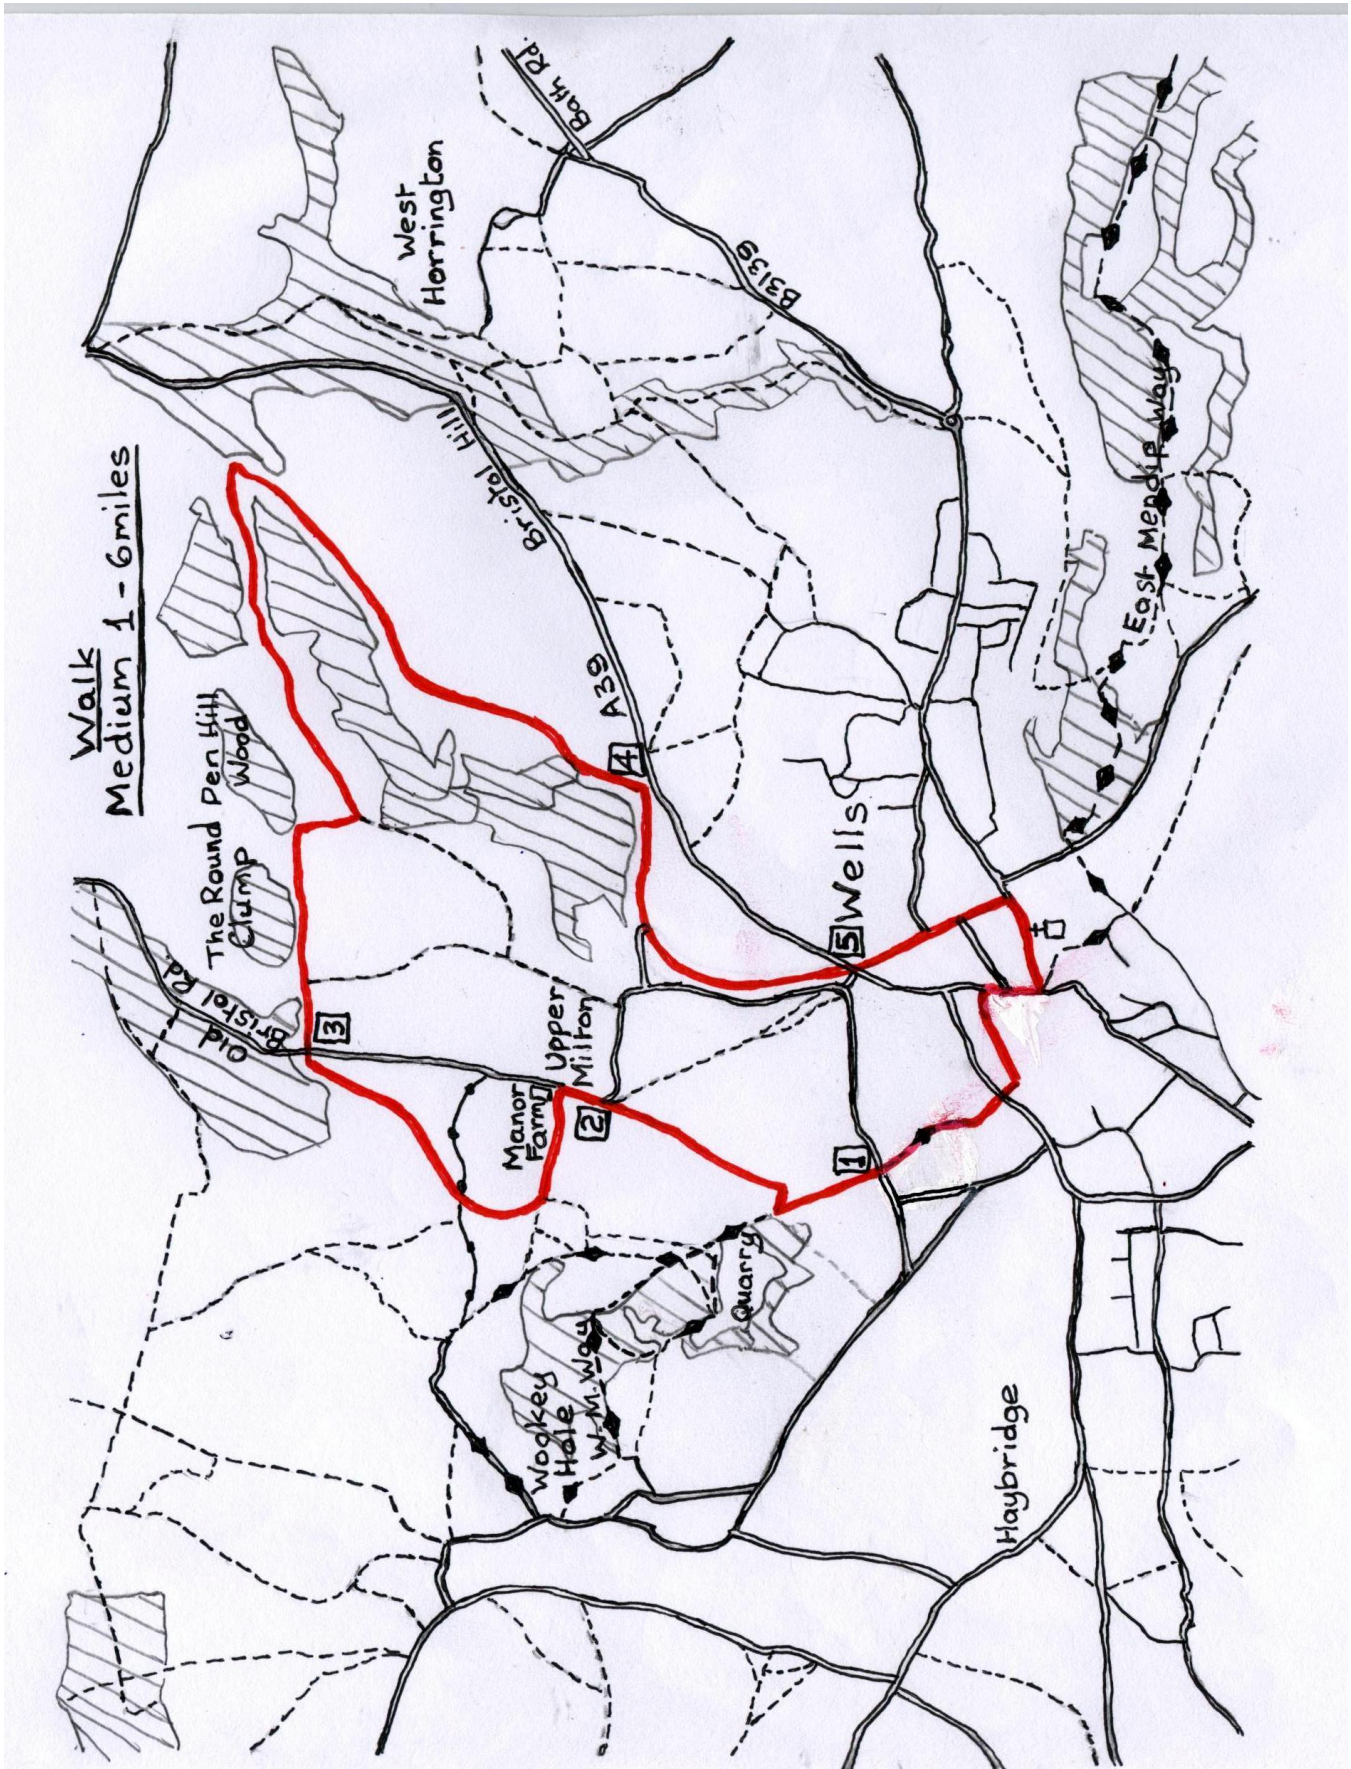 Walk
Medium 1 - 6miles
The Round Pen Hill
Clump Wood
Old
Bristol Rd.
West
Horrington
Bath Rd.
B3139
Bristol Hill
A39
3
Manor
Farm
Upper
Milton
2
4
Wookey
Hole
W. M. Way
Quarry
1
5
Wells
East Mendip Way
Haybridge